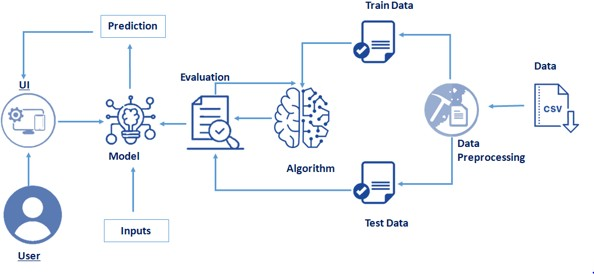 Train Data
Prediction
Data
UI
Evaluation
CSV
Model
Algorithm
Data
Preprocessing
Inputs
Test Data
User